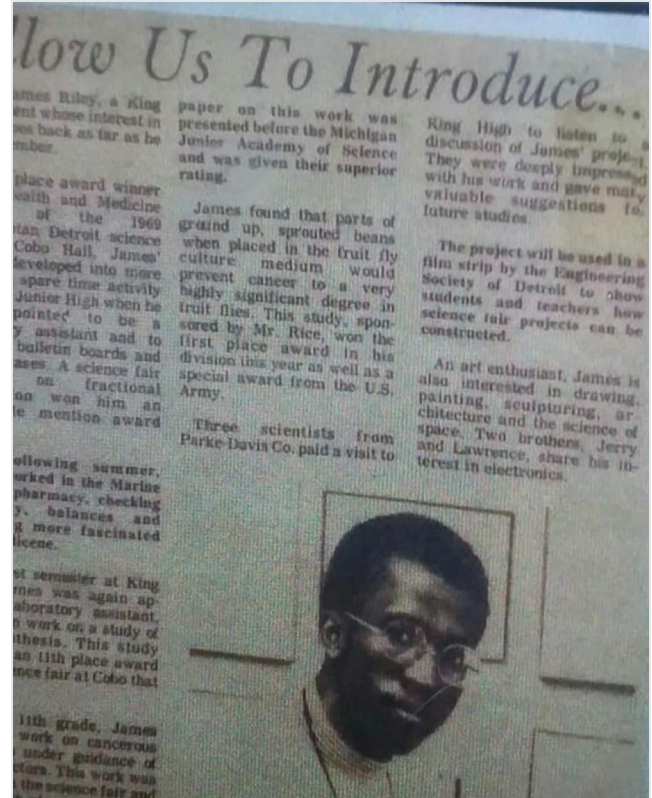 llow Us To Introduce...
ames Riley, a King
ent whose interest in
oes back as far as he
mber.
place award winner
ealth and Medicine
of the 1969
tan Detroit science
Cobo Hall, James'
developed into more
spare time activity
Junior High when he
pointed to be a
y assistant and to
bulletin boards and
ases. A science fair
on fractional
on won him an
le mention award
ollowing summer,
orked in the Marine
pharmacy, checking
y, balances and
g more fascinated
licene.
st semester at King
mes was again ap-
aboratory assistant,
n work on a study of
thesis. This study
an 11th place award
ence fair at Cobo that
11th grade, James
work on cancerous
under guidance of
ctors. This work was
the science fair and
paper on this work was
presented before the Michigan
Junior Academy of Science
and was given their superior
rating.
James found that parts of
ground up, sprouted beans
when placed in the fruit fly
culture medium would
prevent cancer to a very
highly significant degree in
fruit flies. This study, spon-
sored by Mr. Rice, won the
first place award in his
division this year as well as a
special award from the U.S.
Army.
Three scientists from
Parke-Davis Co. paid a visit to
King High to listen to a
discussion of James' project.
They were deeply impressed
with his work and gave many
valuable suggestions fo.
future studies.
The project will be used in a
film strip by the Engineering
Society of Detroit to show
students and teachers how
science fair projects can be
constructed.
An art enthusiast, James is
also interested in drawing,
painting, sculpturing, ar-
chitecture and the science of
space. Two brothers, Jerry
and Lawrence, share his in-
terest in electronics.